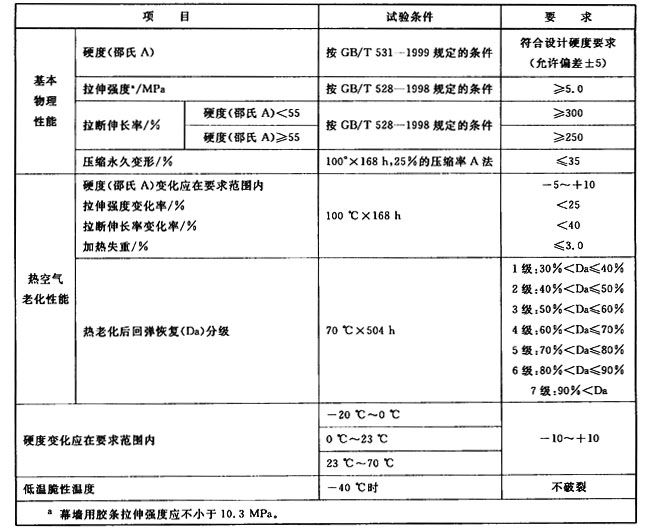 项 目 试验条件 要 求
基本物理性能 硬度(邵氏 A) 按 GB/T 531—1999 规定的条件 符合设计硬度要求(允许偏差±5)
拉伸强度ᵃ/MPa 按 GB/T 528—1998 规定的条件 ≥5.0
拉断伸长率/% 硬度(邵氏 A)<55 按 GB/T 528—1998 规定的条件 ≥300
硬度(邵氏 A)≥55 ≥250
压缩永久变形/% 100°×168 h,25%的压缩率 A 法 ≤35
热空气老化性能 硬度(邵氏 A)变化应在要求范围内 100 ℃×168 h −5～+10
拉伸强度变化率/% <25
拉断伸长率变化率/% <40
加热失重/% ≤3.0
热老化后回弹恢复(Da)分级 70 ℃×504 h
1 级:30%<Da≤40%
2 级:40%<Da≤50%
3 级:50%<Da≤60%
4 级:60%<Da≤70%
5 级:70%<Da≤80%
6 级:80%<Da≤90%
7 级:90%<Da
硬度变化应在要求范围内 −20 ℃～0 ℃ −10～+10
0 ℃～23 ℃
23 ℃～70 ℃
低温脆性温度 −40 ℃时 不破裂
ᵃ 幕墙用胶条拉伸强度应不小于 10.3 MPa。